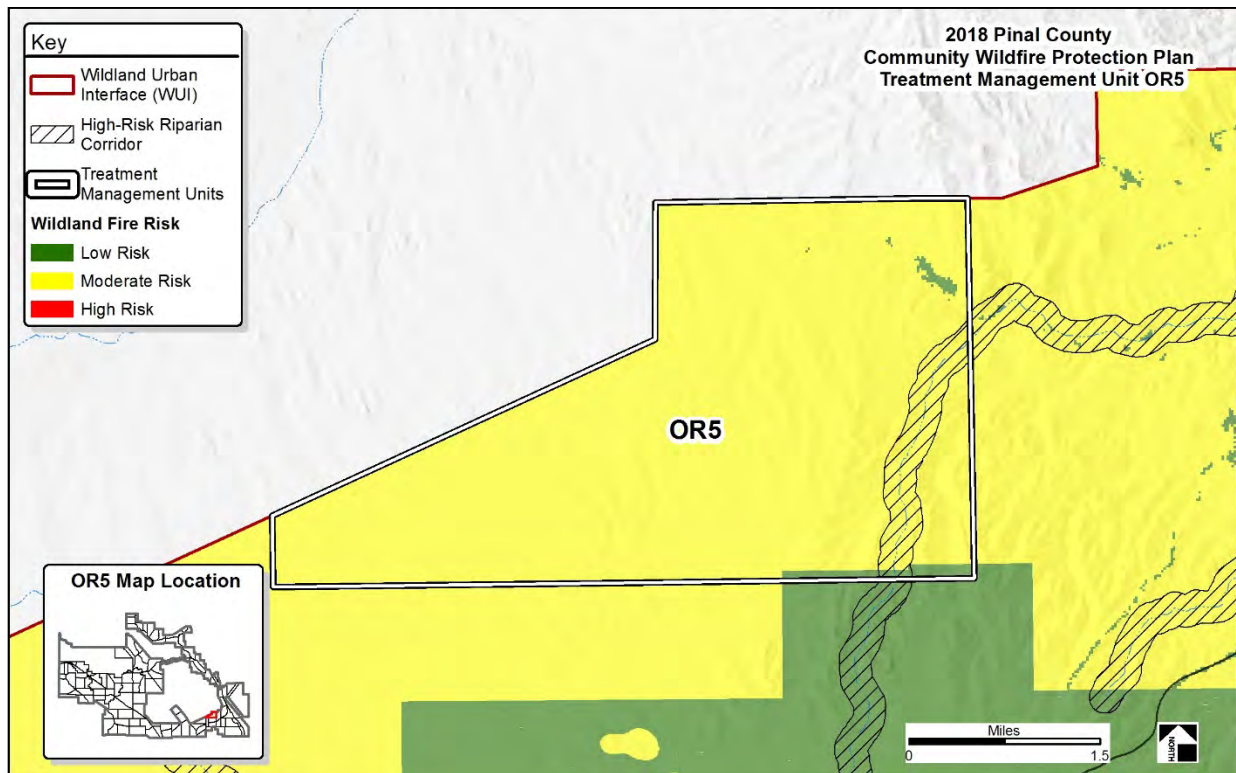 Key
Wildland Urban
Interface (WUI)
High-Risk Riparian
Corridor
Treatment
Management Units
Wildland Fire Risk
Low Risk
Moderate Risk
High Risk
2018 Pinal County
Community Wildfire Protection Plan
Treatment Management Unit OR5
OR5
OR5 Map Location
Miles
0 1.5
NORTH